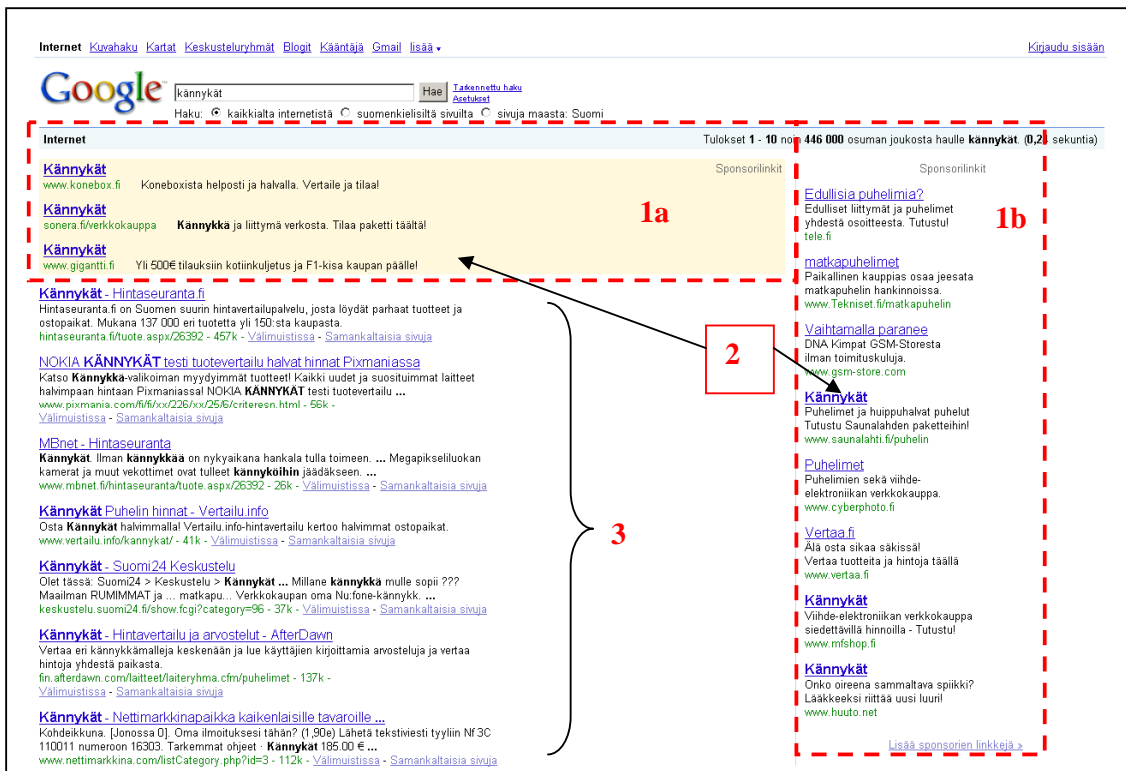 Internet Kuvahaku Kartat Keskusteluryhmät Blogit Kääntäjä Gmail lisää
Kirjaudu sisään
Google
kännykät
Hae
Tarkennettu haku
Asetukset
Haku: kaikkialta internetistä suomenkielisiltä sivuilta sivuja maasta: Suomi
Internet
Tulokset 1 - 10 noin 446 000 osuman joukosta haulle kännykät. (0,24 sekuntia)
Kännykät
Sponsorilinkit
www.konebox.fi Koneboxista helposti ja halvalla. Vertaile ja tilaa!
Kännykät
sonera.fi/verkkokauppa Kännykkä ja liittymä verkosta. Tilaa paketti täältä!
Kännykät
www.gigantti.fi Yli 500€ tilauksiin kotiinkuljetus ja F1-kisa kaupan päälle!
1a
Kännykät - Hintaseuranta.fi
Hintaseuranta.fi on Suomen suurin hintavertailupalvelu, josta löydät parhaat tuotteet ja
ostopaikat. Mukana 137 000 eri tuotetta yli 150:sta kaupasta.
hintaseuranta.fi/tuote.aspx/26392 - 457k - Välimuistissa - Samankaltaisia sivuja
NOKIA KÄNNYKÄT testi tuotevertailu halvat hinnat Pixmaniassa
Katso Kännykkä-valikoiman myydyimmät tuotteet! Kaikki uudet ja suosituimmat laitteet
halvimpaan hintaan Pixmaniassa! NOKIA KÄNNYKÄT testi tuotevertailu ...
www.pixmania.com/fi/fi/xx/226/xx/25/6/criteresn.html - 56k -
Välimuistissa - Samankaltaisia sivuja
MBnet - Hintaseuranta
Kännykät. Ilman kännykkää on nykyaikana hankala tulla toimeen. ... Megapikseliluokan
kamerat ja muut vekottimet ovat tulleet kännyköihin jäädäkseen. ...
www.mbnet.fi/hintaseuranta/tuote.aspx/26392 - 26k - Välimuistissa - Samankaltaisia sivuja
Kännykät Puhelin hinnat - Vertailu.info
Osta Kännykät halvimmalla! Vertailu.info-hintavertailu kertoo halvimmat ostopaikat.
www.vertailu.info/kannykat/ - 41k - Välimuistissa - Samankaltaisia sivuja
Kännykät - Suomi24 Keskustelu
Olet tässä: Suomi24 > Keskustelu > Kännykät ... Millane kännykkä mulle sopii ???
Maailman RUMIMMAT ja ... matkapu... Verkkokaupan oma Nu:fone-kännykk. ...
keskustelu.suomi24.fi/show.fcgi?category=96 - 37k - Välimuistissa - Samankaltaisia sivuja
Kännykät - Hintavertailu ja arvostelut - AfterDawn
Vertaa eri kännykkämalleja keskenään ja lue käyttäjien kirjoittamia arvosteluja ja vertaa
hintoja yhdestä paikasta.
fin.afterdawn.com/laitteet/laiteryhma.cfm/puhelimet - 137k -
Välimuistissa - Samankaltaisia sivuja
Kännykät - Nettimarkkinapaikka kaikenlaisille tavaroille ...
Kohdeikkuna. [Jonossa 0]. Oma ilmoituksesi tähän? (1,90e) Lähetä tekstiviesti tyyliin Nf 3C
110011 numeroon 16303. Tarkemmat ohjeet · Kännykät 185.00 € ...
www.nettimarkkina.com/listCategory.php?id=3 - 112k - Välimuistissa - Samankaltaisia sivuja
2
3
Sponsorilinkit
1b
Edullisia puhelimia?
Edulliset liittymät ja puhelimet
yhdestä osoitteesta. Tutustu!
tele.fi
matkapuhelimet
Paikallinen kauppias osaa jeesata
matkapuhelin hankinnoissa.
www.Tekniset.fi/matkapuhelin
Vaihtamalla paranee
DNA Kimpat GSM-Storesta
ilman toimituskuluja.
www.gsm-store.com
Kännykät
Puhelimet ja huippuhalvat puhelut
Tutustu Saunalahden paketteihin!
www.saunalahti.fi/puhelin
Puhelimet
Puhelimien sekä viihde-
elektroniikan verkkokauppa.
www.cyberphoto.fi
Vertaa.fi
Älä osta sikaa säkissä!
Vertaa tuotteita ja hintoja täällä
www.vertaa.fi
Kännykät
Viihde-elektroniikan verkkokauppa
siedettävillä hinnoilla - Tutustu!
www.mfshop.fi
Kännykät
Onko oireena sammaltava spiikki?
Lääkkeeksi riittää uusi luuri!
www.huuto.net
Lisää sponsorien linkkejä »